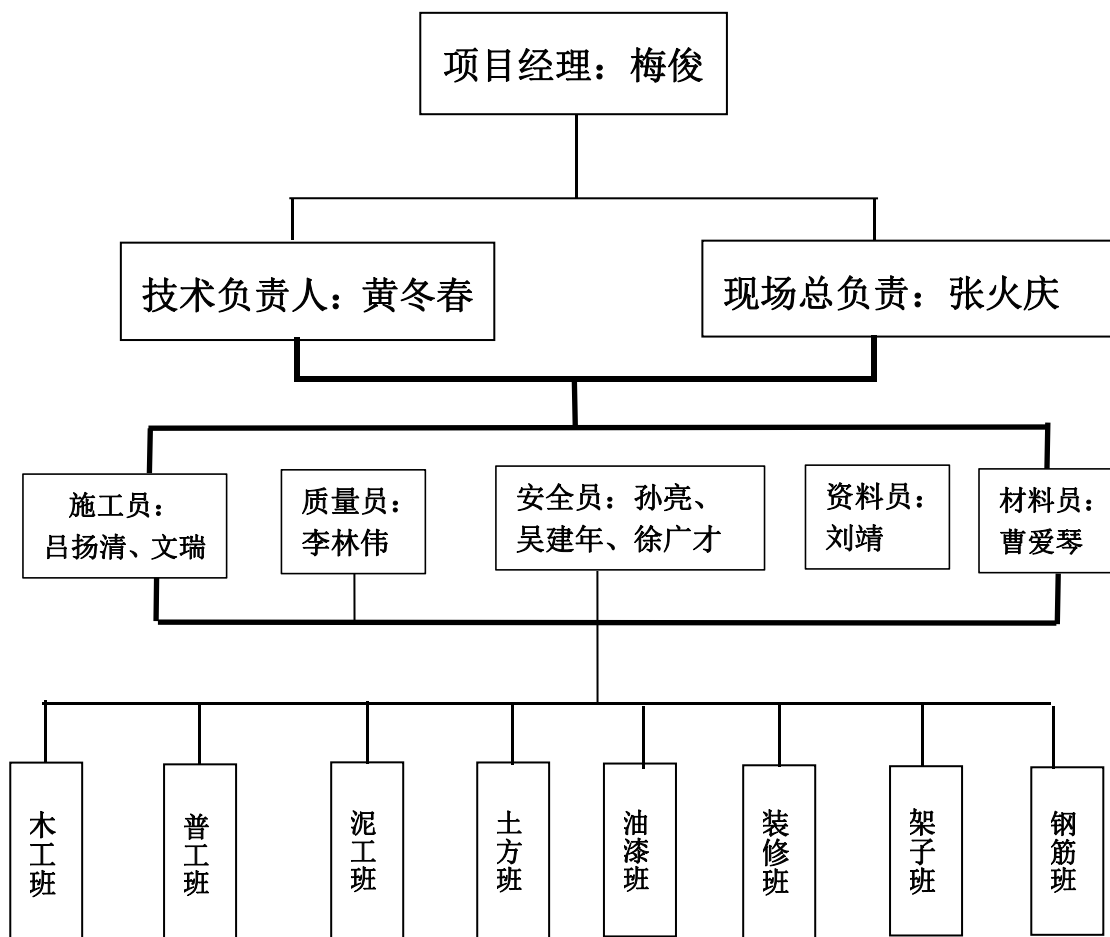 项目经理：梅俊
技术负责人：黄冬春
现场总负责：张火庆
施工员：
吕扬清、文瑞
质量员：
李林伟
安全员：孙亮、
吴建年、徐广才
资料员：
刘靖
材料员：
曹爱琴
木工班
普工班
泥工班
土方班
油漆班
装修班
架子班
钢筋班